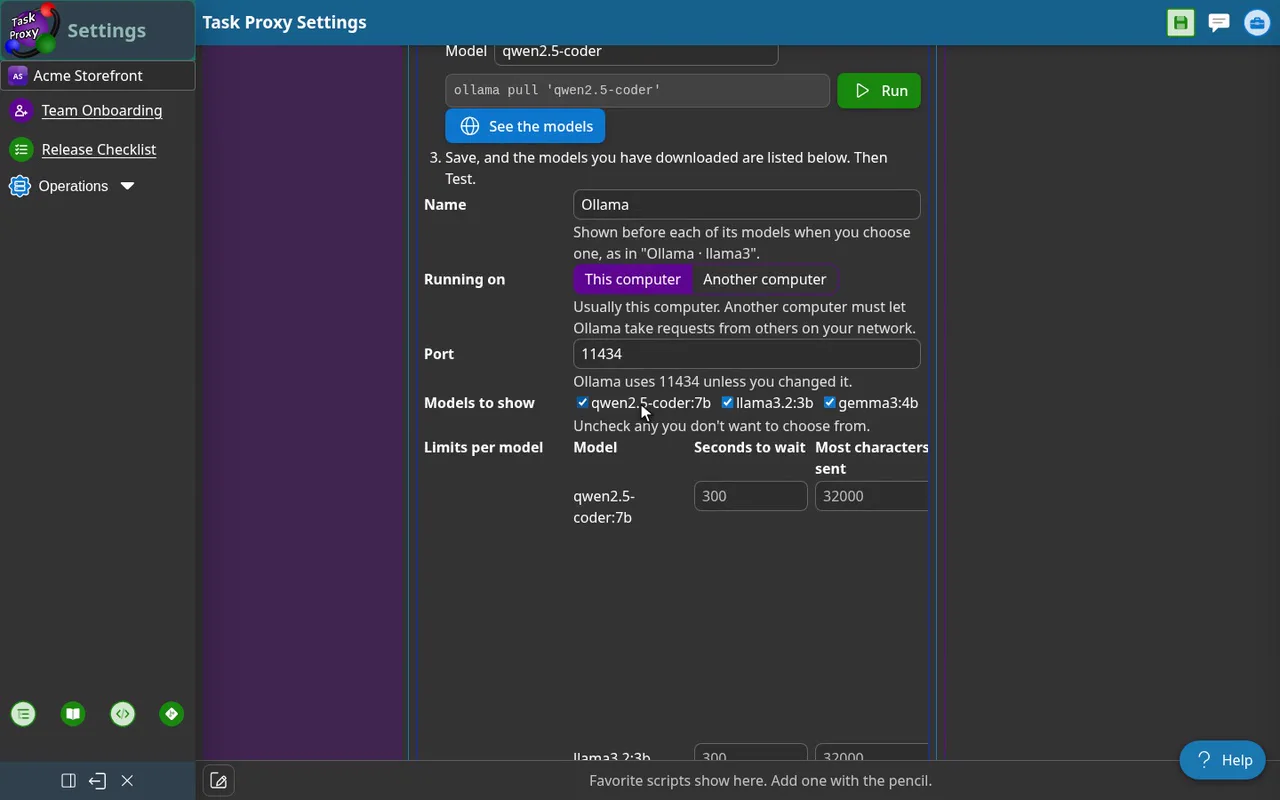 Task Proxy
Settings
Task Proxy Settings
AS Acme Storefront
Team Onboarding
Release Checklist
Operations
Model qwen2.5-coder
ollama pull 'qwen2.5-coder'
Run
See the models
3. Save, and the models you have downloaded are listed below. Then
Test.
Name Ollama
Shown before each of its models when you choose
one, as in "Ollama · llama3".
Running on This computer Another computer
Usually this computer. Another computer must let
Ollama take requests from others on your network.
Port 11434
Ollama uses 11434 unless you changed it.
Models to show qwen2.5-coder:7b llama3.2:3b gemma3:4b
Uncheck any you don't want to choose from.
Limits per model Model Seconds to wait Most characters
sent
qwen2.5-
coder:7b
300 32000
llama3.2:3b 300 32000
Help
Favorite scripts show here. Add one with the pencil.